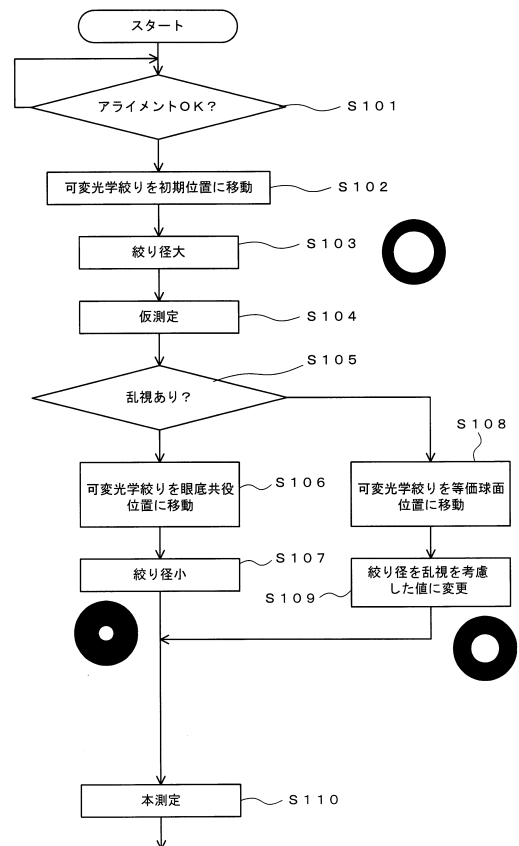 スタート
アライメントＯＫ？
Ｓ１０１
可変光学絞りを初期位置に移動
Ｓ１０２
絞り径大
Ｓ１０３
仮測定
Ｓ１０４
乱視あり？
Ｓ１０５
可変光学絞りを眼底共役
位置に移動
Ｓ１０６
絞り径小
Ｓ１０７
Ｓ１０８
可変光学絞りを等価球面
位置に移動
絞り径を乱視を考慮
した値に変更
Ｓ１０９
本測定
Ｓ１１０